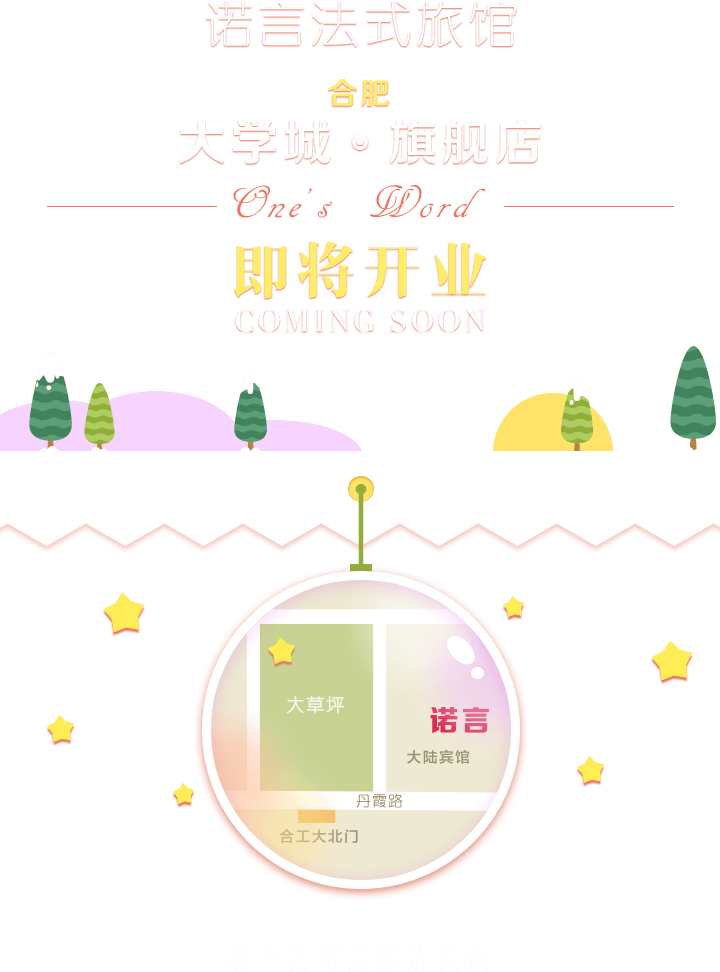 诺言法式旅馆
合肥
大学城·旗舰店
One's Word
即将开业
COMING SOON
大草坪
诺言
大陆宾馆
丹霞路
合工大北门